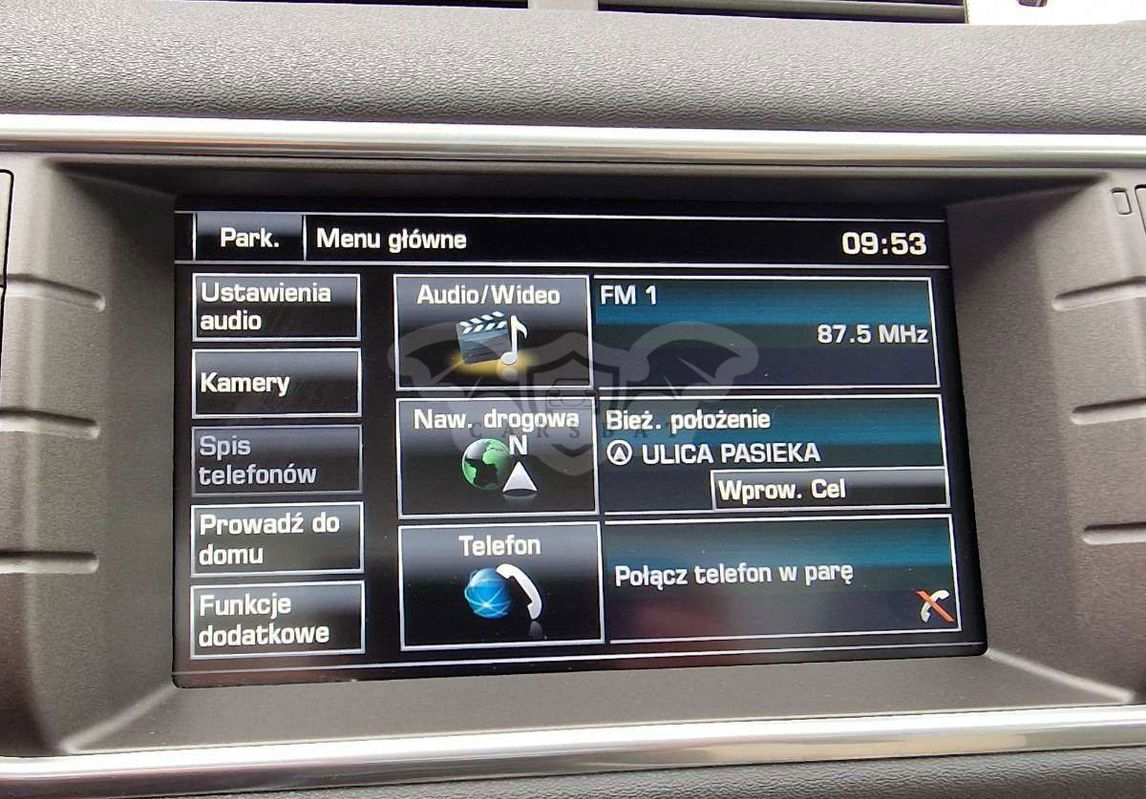 Park.
Menu główne
09:53
Ustawienia
audio
Kamery
Spis
telefonów
Prowadź do
domu
Funkcje
dodatkowe
Audio/Wideo
FM 1
87.5 MHz
Naw. drogowa
N
Bież. położenie
ULICA PASIEKA
Wprow. Cel
Telefon
Połącz telefon w parę
CARSBAT